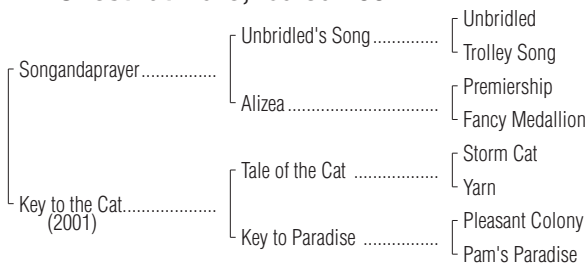 Unbridled
Unbridled's Song..............
Trolley Song
Songandaprayer................
Premiership
Alizea ................................
Fancy Medallion
Storm Cat
Tale of the Cat ..................
Yarn
Key to the Cat....................
(2001)
Pleasant Colony
Key to Paradise ................
Pam's Paradise